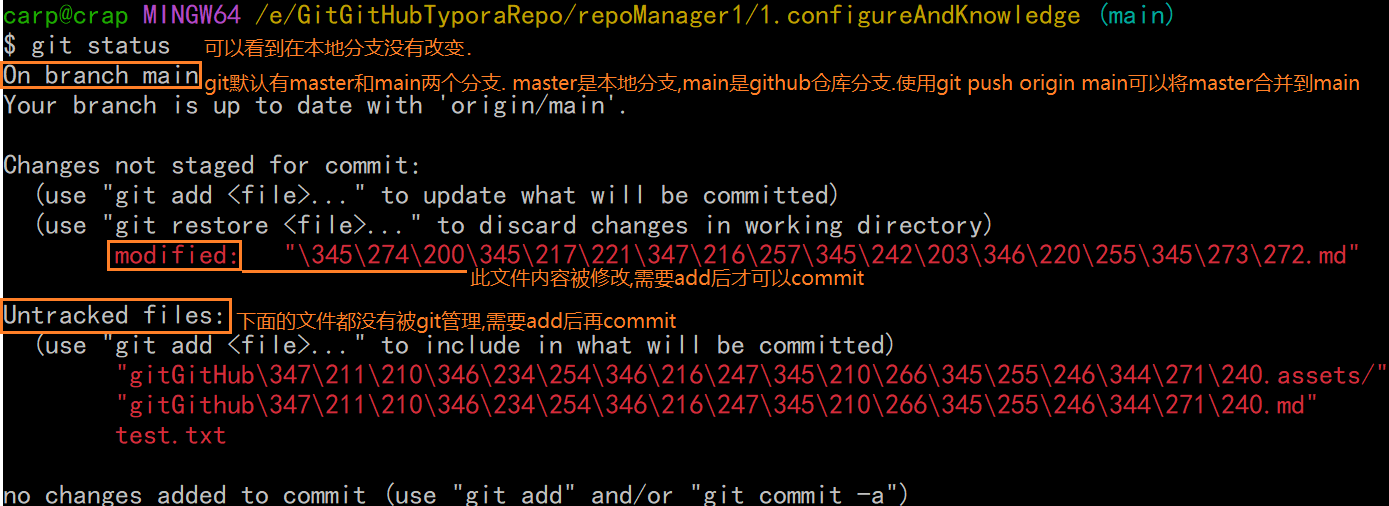 carp@crap MINGW64 /e/GitGitHubTyporaRepo/repoManager1/1.configureAndKnowledge (main)
$ git status 可以看到在本地分支没有改变.
On branch main git默认有master和main两个分支. master是本地分支,main是github仓库分支.使用git push origin main可以将master合并到main
Your branch is up to date with 'origin/main'.
Changes not staged for commit:
(use "git add <file>..." to update what will be committed)
(use "git restore <file>..." to discard changes in working directory)
modified: "\345\274\200\345\217\221\347\216\257\345\242\203\346\220\255\345\273\272.md"
此文件内容被修改,需要add后才可以commit
Untracked files: 下面的文件都没有被git管理,需要add后再commit
(use "git add <file>..." to include in what will be committed)
"gitGitHub\347\211\210\346\234\254\346\216\247\345\210\266\345\255\246\344\271\240.assets/"
"gitGithub\347\211\210\346\234\254\346\216\247\345\210\266\345\255\246\344\271\240.md"
test.txt
no changes added to commit (use "git add" and/or "git commit -a")